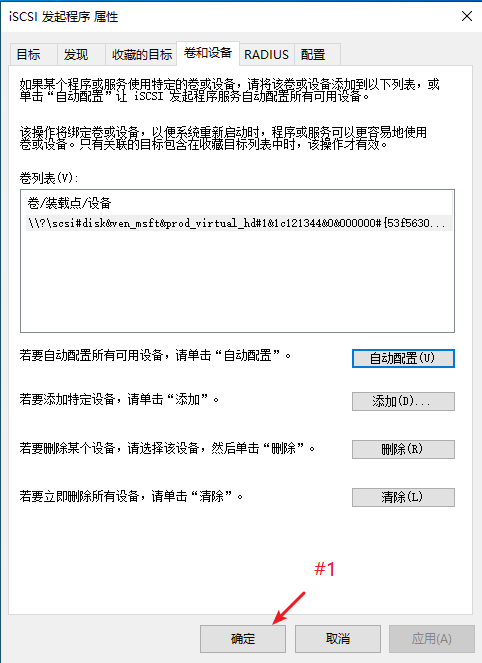 iSCSI 发起程序 属性
目标 发现 收藏的目标 卷和设备 RADIUS 配置
如果某个程序或服务使用特定的卷或设备，请将该卷或设备添加到以下列表，或
单击“自动配置”让 iSCSI 发起程序服务自动配置所有可用设备。
该操作将绑定卷或设备，以便系统重新启动时，程序或服务可以更容易地使用
卷或设备。只有关联的目标包含在收藏目标列表中时，该操作才有效。
卷列表(V):
卷/装载点/设备
\\?\scsi#disk&ven_msft&prod_virtual_hd#1&1c121344&0&000000#{53f5630...
若要自动配置所有可用设备，请单击“自动配置”。 自动配置(U)
若要添加特定设备，请单击“添加”。 添加(D)...
若要删除某个设备，请选择该设备，然后单击“删除”。 删除(R)
若要立即删除所有设备，请单击“清除”。 清除(L)
#1
确定 取消 应用(A)